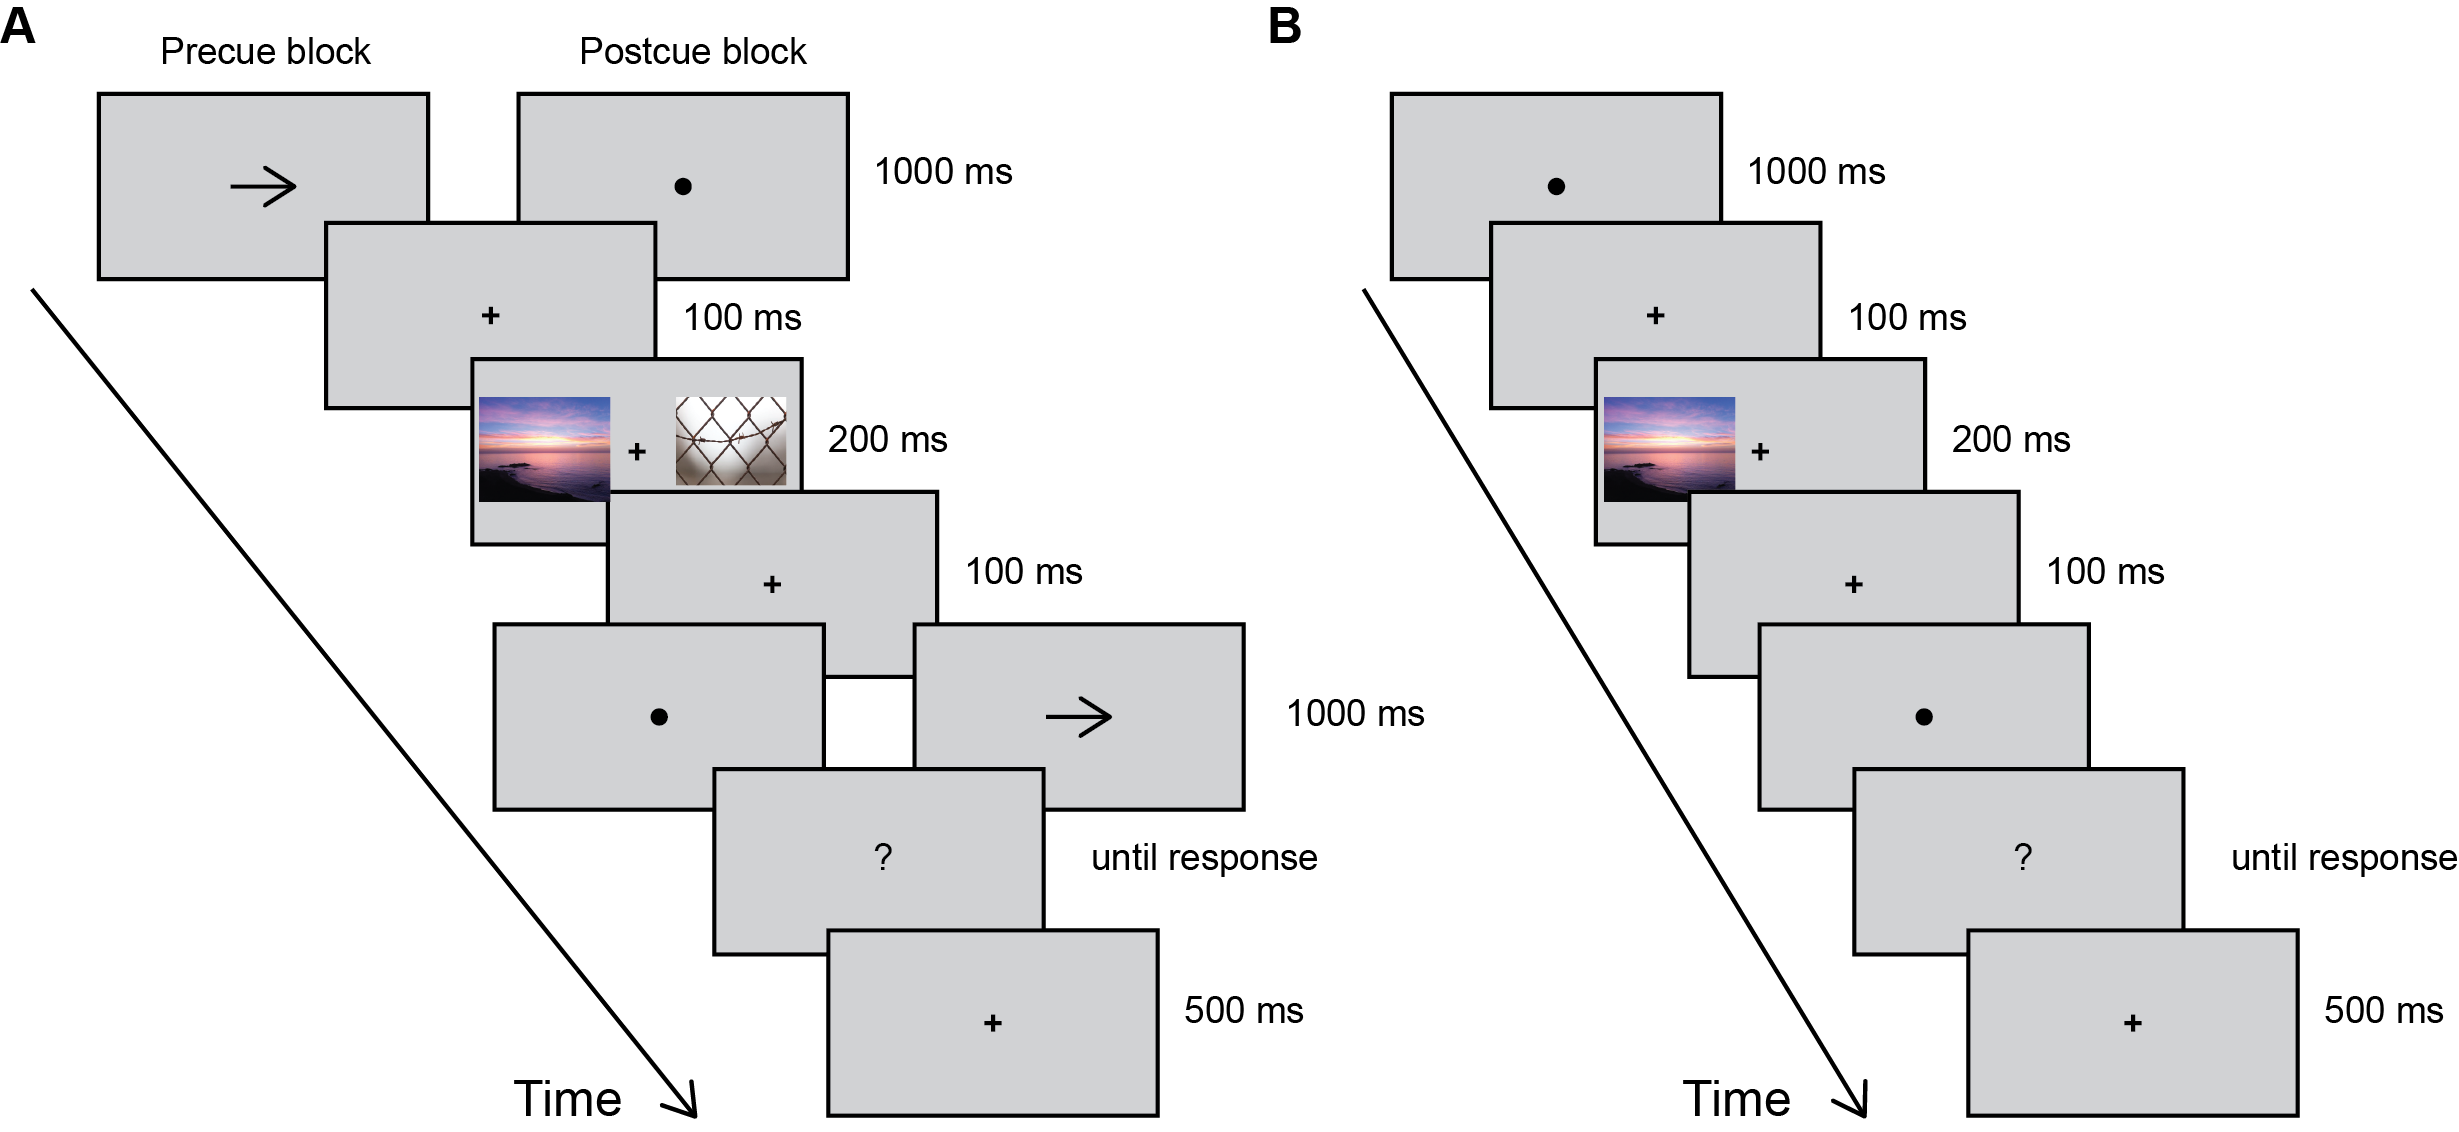 A
Precue block
Postcue block
1000 ms
+
100 ms
+
200 ms
+
100 ms
1000 ms
?
until response
+
500 ms
Time
B
1000 ms
+
100 ms
+
200 ms
+
100 ms
?
until response
+
500 ms
Time